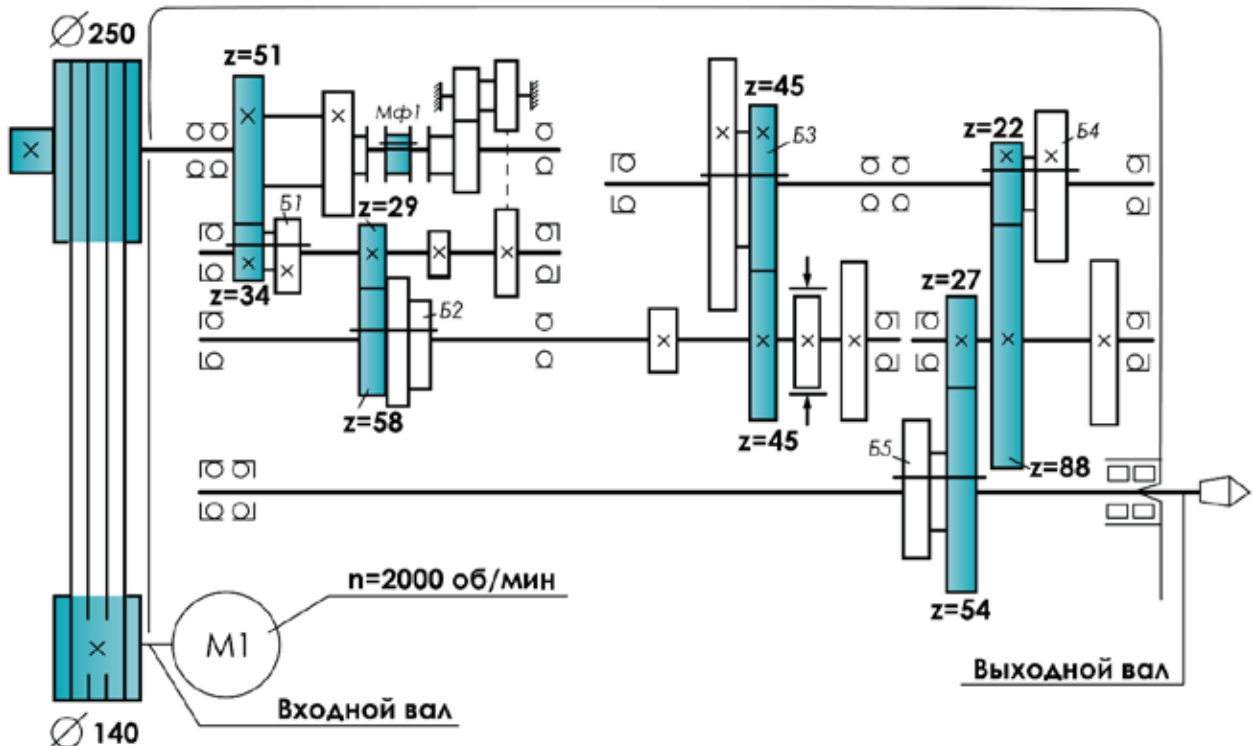 Ø 250
z=51
Мф1
z=45
Б3
z=22
Б4
Б1
z=29
z=34
Б2
z=27
z=58
z=45
Б5
z=88
n=2000 об/мин
z=54
М1
Выходной вал
Входной вал
Ø 140